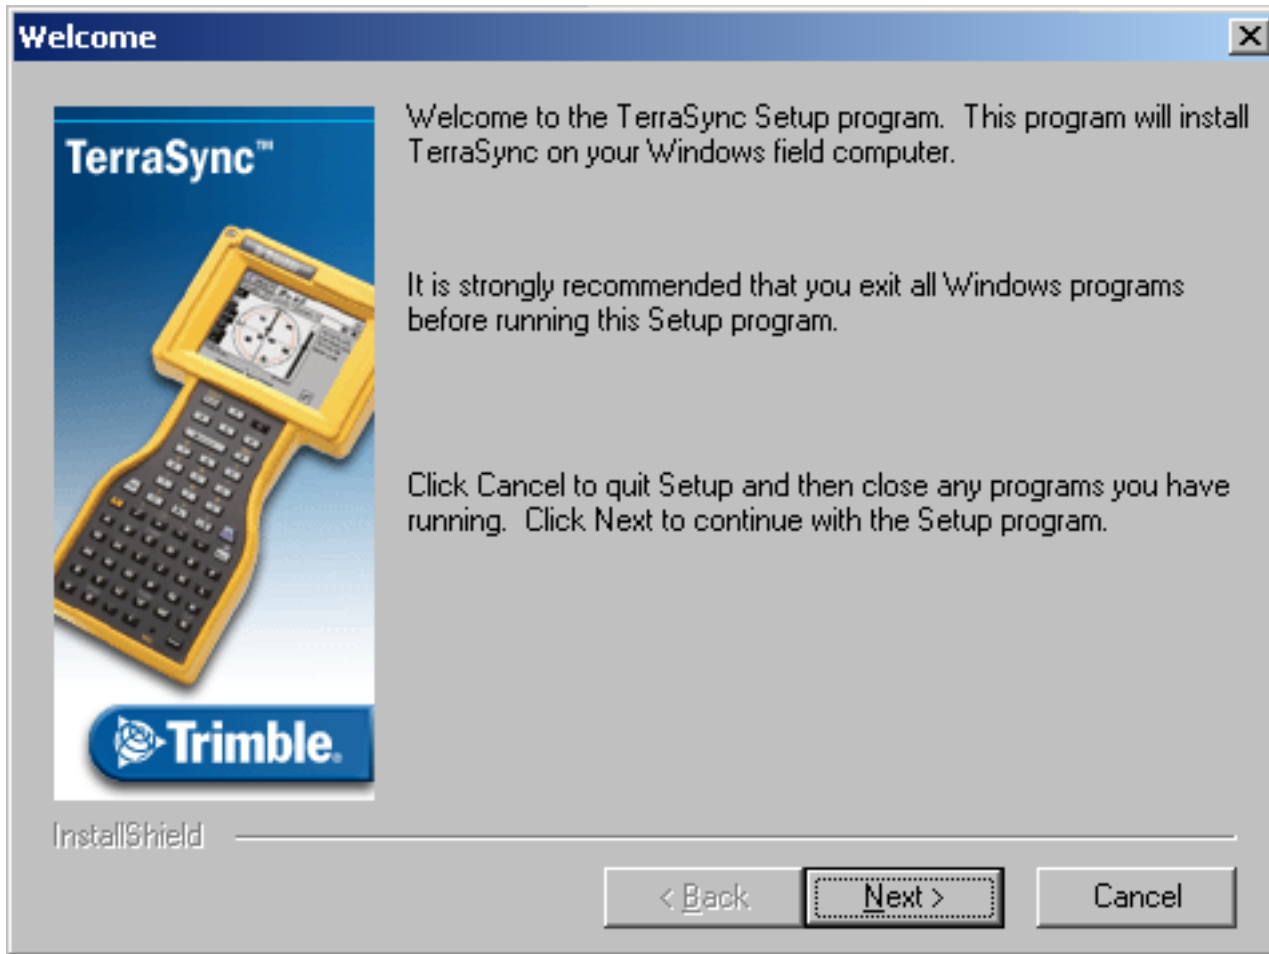 Welcome
TerraSync™
Welcome to the TerraSync Setup program.  This program will install
TerraSync on your Windows field computer.
It is strongly recommended that you exit all Windows programs
before running this Setup program.
Click Cancel to quit Setup and then close any programs you have
running.  Click Next to continue with the Setup program.
Trimble®
InstallShield
< Back
Next >
Cancel